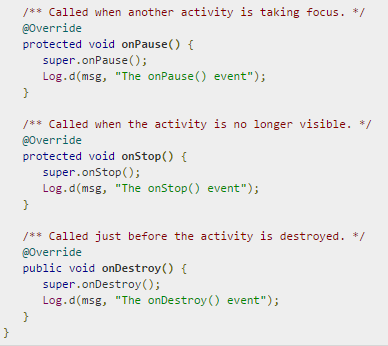 /** Called when another activity is taking focus. */
@Override
protected void onPause() {
super.onPause();
Log.d(msg, "The onPause() event");
}
/** Called when the activity is no longer visible. */
@Override
protected void onStop() {
super.onStop();
Log.d(msg, "The onStop() event");
}
/** Called just before the activity is destroyed. */
@Override
public void onDestroy() {
super.onDestroy();
Log.d(msg, "The onDestroy() event");
}
}